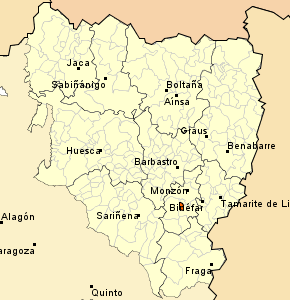 Jaca
Sabiñánigo
Boltaña
Aínsa
Graus
Benabarre
Huesca
Barbastro
Monzón
Binéfar
Tamarite de Li
Sariñena
Alagón
aragoza
Fraga
Quinto